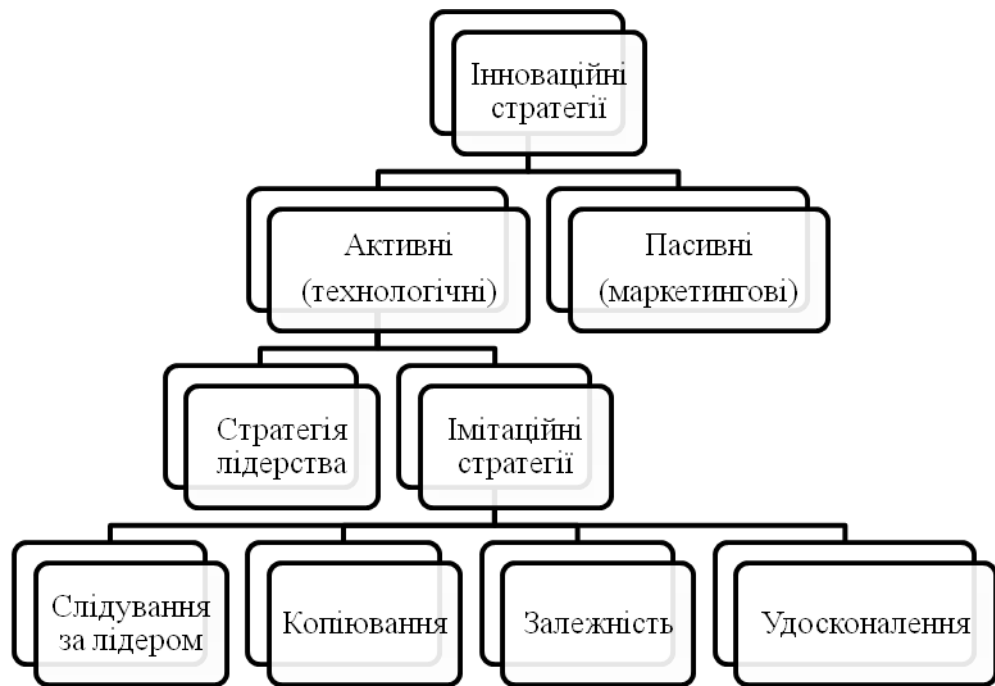 Інноваційні
стратегії
Активні
(технологічні)
Пасивні
(маркетингові)
Стратегія
лідерства
Імітаційні
стратегії
Слідування
за лідером
Копіювання
Залежність
Удосконалення